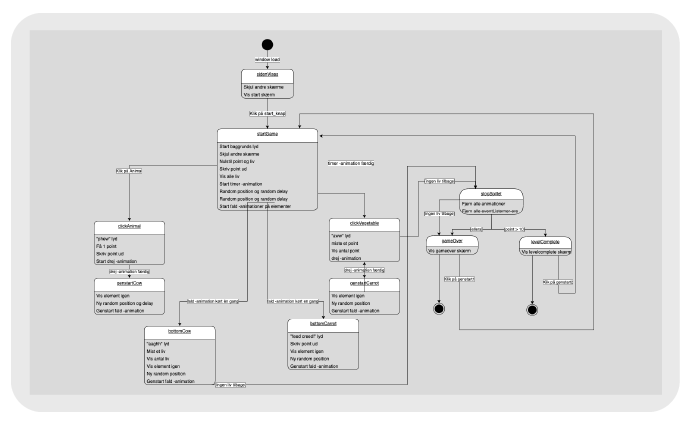 window load
sidenVises
Skjul andre skærme
Vis start skærm
Klik på start_knap
startGame
Start baggrunds lyd
Skjul andre skærme
Nulstil point og liv
Skriv point ud
Vis alle liv
Start timer -animation
Random position og random delay
Random position og random delay
Start fald -animationer på elementer
timer -animation færdig
Klik på Animal
ingen liv tilbage
stopSpillet
Fjern alle animationer
Fjern alle eventListener-ere
clickAnimal
"phew" lyd
Få 1 point
Skriv point ud
Start drej -animation
clickVegetable
lyd
miste et point
Vis antal point
drej -animation
ingen liv tilbage
ellers
point > 10
gameOver
Vis gameover skærm
levelComplete
Vis levelcomplete skærm
drej -animation færdig
drej -animation færdig
genstartCow
Vis element igen
Ny random position og delay
Genstart fald -animation
genstartCarrot
Vis element igen
Ny random position
Genstart fald -animation
Klik på genstart
Klik på genstart
fald -animation kørt en gang
fald -animation kørt en gang
bottomCow
lyd
Mist et liv
Vis antal liv
Vis element igen
Ny random position
Genstart fald -animation
bottomCarrot
lyd
Skriv point ud
Vis element igen
Ny random position
Genstart fald -animation
ingen liv tilbage